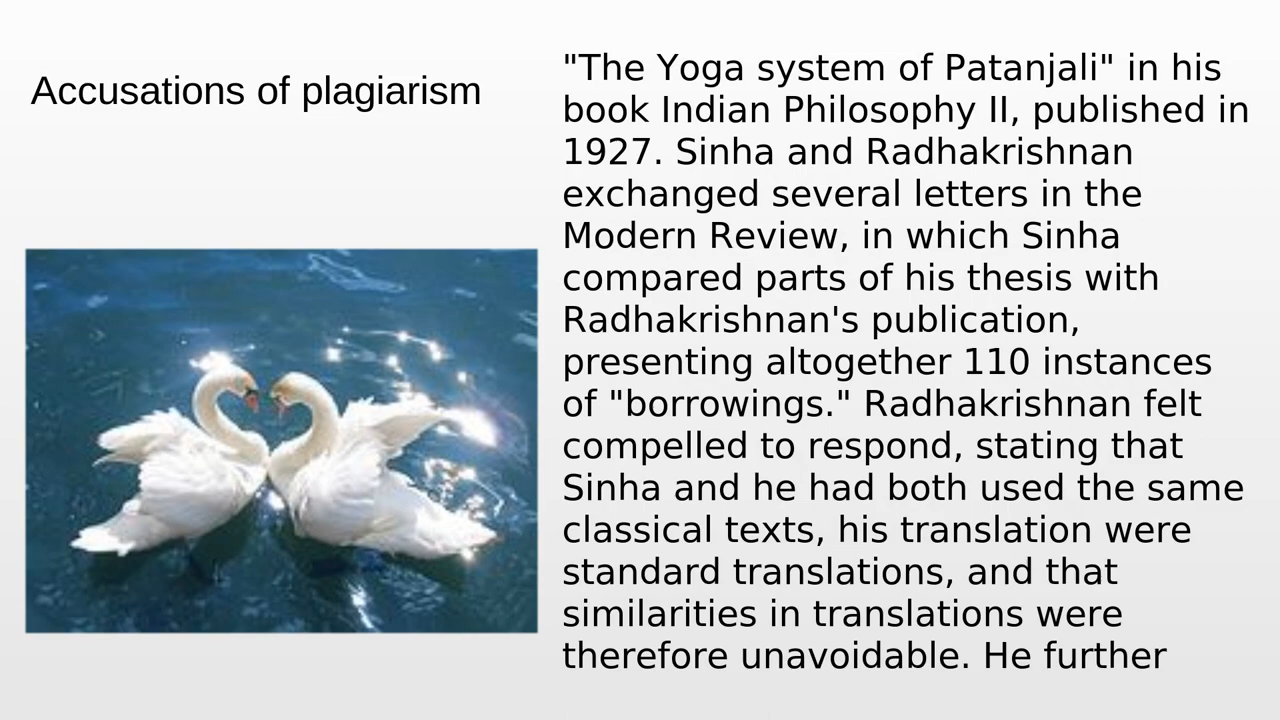 Accusations of plagiarism
"The Yoga system of Patanjali" in his
book Indian Philosophy II, published in
1927. Sinha and Radhakrishnan
exchanged several letters in the
Modern Review, in which Sinha
compared parts of his thesis with
Radhakrishnan's publication,
presenting altogether 110 instances
of "borrowings." Radhakrishnan felt
compelled to respond, stating that
Sinha and he had both used the same
classical texts, his translation were
standard translations, and that
similarities in translations were
therefore unavoidable. He further